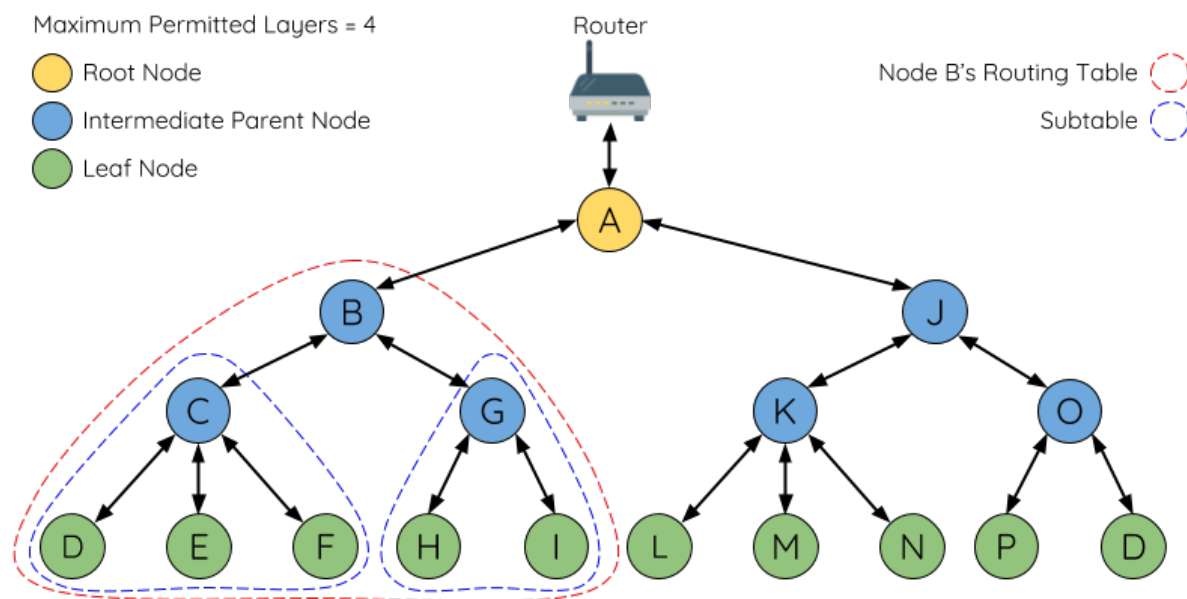 Maximum Permitted Layers = 4
Router
Root Node
Node B's Routing Table
Intermediate Parent Node
Subtable
Leaf Node
A
B
J
C
G
K
O
D
E
F
H
I
L
M
N
P
D